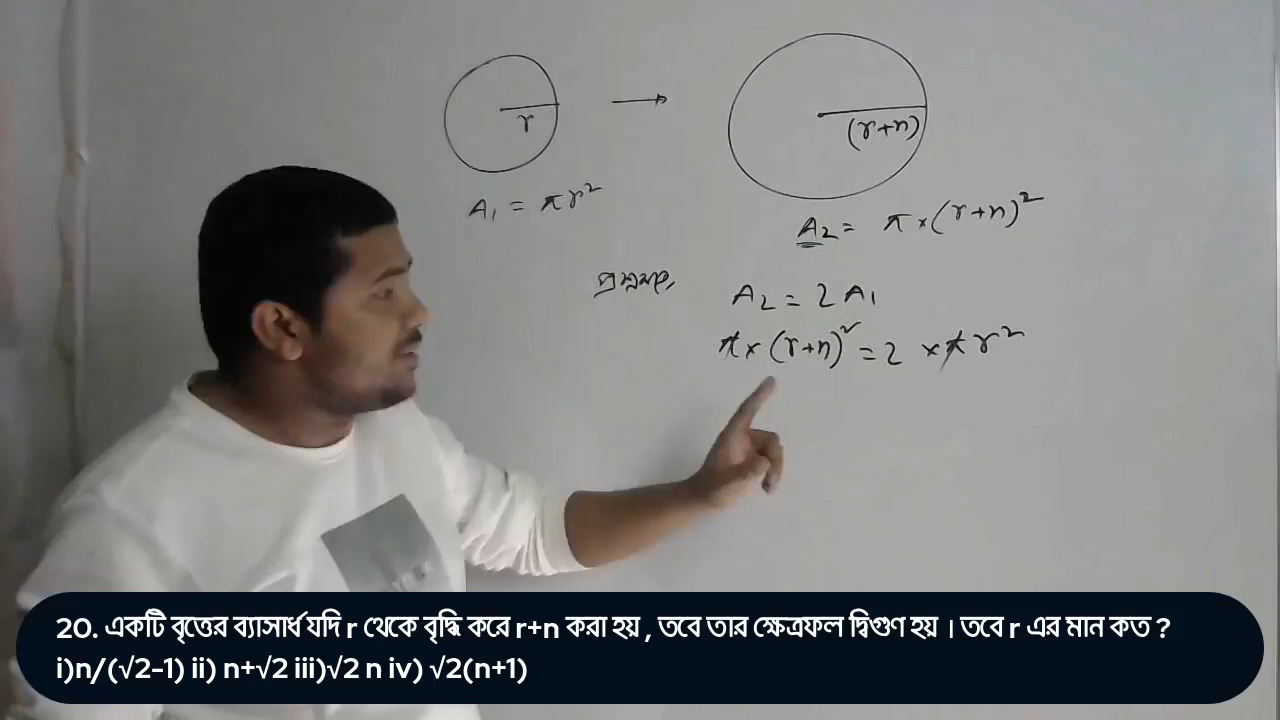 r
(r+n)
A₁ = πr²
A₂ = π×(r+n)²
প্রশ্নমতে,
A₂ = 2A₁
π×(r+n)² = 2 ×πr²
20. একটি বৃত্তের ব্যাসার্ধ যদি r থেকে বৃদ্ধি করে r+n করা হয় , তবে তার ক্ষেত্রফল দ্বিগুণ হয় । তবে r এর মান কত ?
i)n/(√2-1) ii) n+√2 iii)√2 n iv) √2(n+1)